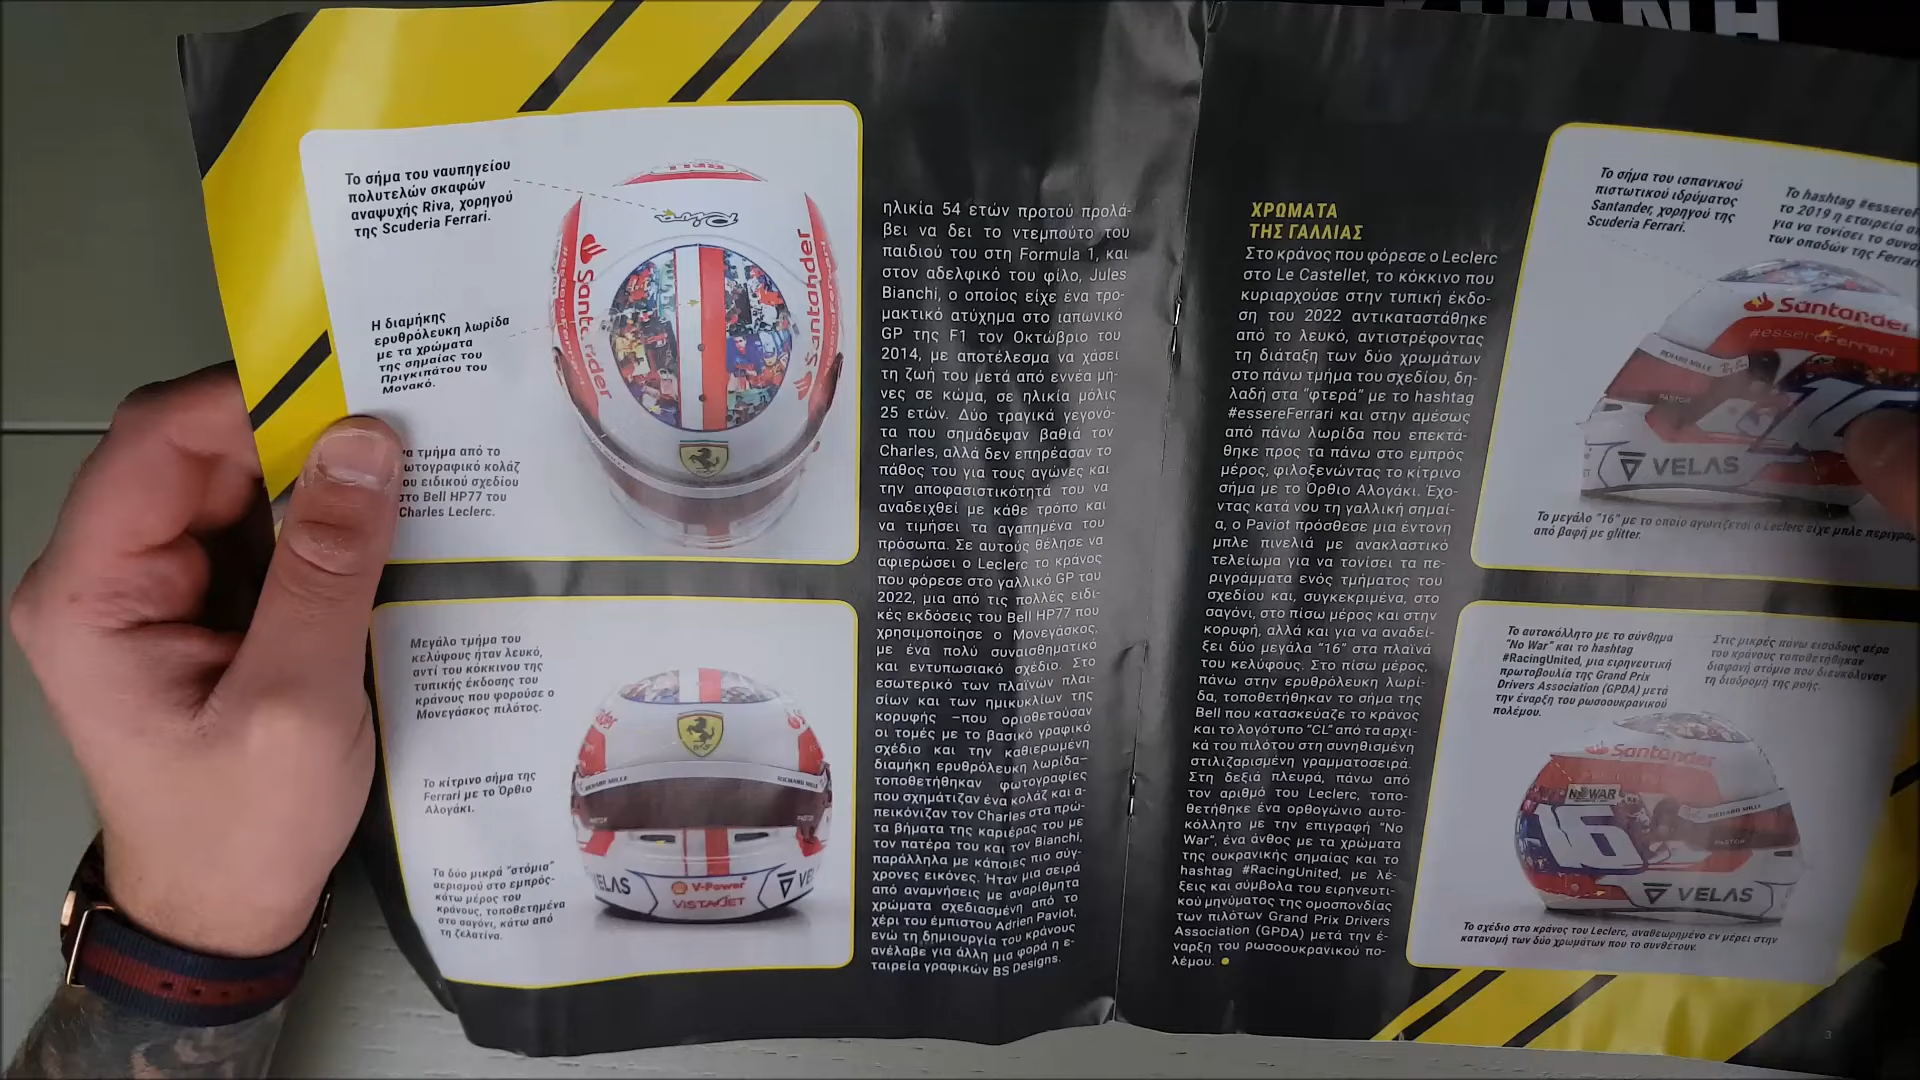 Το σήμα του ναυπηγείου
πολυτελών σκαφών
αναψυχής Riva, χορηγού
της Scuderia Ferrari.
Η διαμήκης
ερυθρόλευκη λωρίδα
με τα χρώματα
της σημαίας του
Πριγκιπάτου του
Μονακό.
τμήμα από το
κολάζ
ειδικού σχεδίου
στο Bell HP77 του
Charles Leclerc.
BELL
Riva
Santander
Santander
#essereFerrari
Μεγάλο τμήμα του
κελύφους ήταν λευκό,
αντί του κόκκινου της
τυπικής έκδοσης του
κράνους που φορούσε ο
Μονεγάσκος πιλότος.
Το κίτρινο σήμα της
Ferrari με το Όρθιο
Αλογάκι.
Τα δύο μικρά "στόμια"
αερισμού στο εμπρός-
κάτω μέρος του
κράνους, τοποθετημένα
στο σαγόνι, κάτω από
τη ζελατίνα.
RICHARD MILLE
RICHARD MILLE
VELAS
V-Power
VISTAJET
VELAS
ηλικία 54 ετών προτού προλά-
βει να δει το ντεμπούτο του
παιδιού του στη Formula 1, και
στον αδελφικό του φίλο, Jules
Bianchi, ο οποίος είχε ένα τρο-
μακτικό ατύχημα στο ιαπωνικό
GP της F1 τον Οκτώβριο του
2014, με αποτέλεσμα να χάσει
τη ζωή του μετά από εννέα μή-
νες σε κώμα, σε ηλικία μόλις
25 ετών. Δύο τραγικά γεγονό-
τα που σημάδεψαν βαθιά τον
Charles, αλλά δεν επηρέασαν το
πάθος του για τους αγώνες και
την αποφασιστικότητά του να
αναδειχθεί με κάθε τρόπο και
να τιμήσει τα αγαπημένα του
πρόσωπα. Σε αυτούς θέλησε να
αφιερώσει ο Leclerc το κράνος
που φόρεσε στο γαλλικό GP του
2022, μια από τις πολλές ειδι-
κές εκδόσεις του Bell HP77 που
χρησιμοποίησε ο Μονεγάσκος,
με ένα πολύ συναισθηματικό
και εντυπωσιακό σχέδιο. Στο
εσωτερικό των πλαϊνών πλαι-
σίων και των ημικυκλίων της
κορυφής –που οριοθετούσαν
οι τομές με το βασικό γραφικό
σχέδιο και την καθιερωμένη
διαμήκη ερυθρόλευκη λωρίδα–
τοποθετήθηκαν φωτογραφίες
που σχημάτιζαν ένα κολάζ και α-
πεικόνιζαν τον Charles στα πρώ-
τα βήματα της καριέρας του με
τον πατέρα του και τον Bianchi,
παράλληλα με κάποιες πιο σύγ-
χρονες εικόνες. Ήταν μια σειρά
από αναμνήσεις με αναρίθμητα
χρώματα σχεδιασμένη από το
χέρι του έμπιστου Adrien Paviot,
ενώ τη δημιουργία του κράνους
ανέλαβε για άλλη μια φορά η ε-
ταιρεία γραφικών BS Designs.
ΧΡΩΜΑΤΑ
ΤΗΣ ΓΑΛΛΙΑΣ
Στο κράνος που φόρεσε ο Leclerc
στο Le Castellet, το κόκκινο που
κυριαρχούσε στην τυπική έκδο-
ση του 2022 αντικαταστάθηκε
από το λευκό, αντιστρέφοντας
τη διάταξη των δύο χρωμάτων
στο πάνω τμήμα του σχεδίου, δη-
λαδή στα "φτερά" με το hashtag
#essereFerrari και στην αμέσως
από πάνω λωρίδα που επεκτά-
θηκε προς τα πάνω στο εμπρός
μέρος, φιλοξενώντας το κίτρινο
σήμα με το Όρθιο Αλογάκι. Έχο-
ντας κατά νου τη γαλλική σημαί-
α, ο Paviot πρόσθεσε μια έντονη
μπλε πινελιά με ανακλαστικό
τελείωμα για να τονίσει τα πε-
ριγράμματα ενός τμήματος του
σχεδίου και, συγκεκριμένα, στο
σαγόνι, στο πίσω μέρος και στην
κορυφή, αλλά και για να αναδεί-
ξει δύο μεγάλα "16" στα πλαϊνά
του κελύφους. Στο πίσω μέρος,
πάνω στην ερυθρόλευκη λωρί-
δα, τοποθετήθηκαν το σήμα της
Bell που κατασκεύαζε το κράνος
και το λογότυπο "CL" από τα αρχι-
κά του πιλότου στη συνηθισμένη
στιλιζαρισμένη γραμματοσειρά.
Στη δεξιά πλευρά, πάνω από
τον αριθμό του Leclerc, τοπο-
θετήθηκε ένα ορθογώνιο αυτο-
κόλλητο με την επιγραφή "No
War", ένα άνθος με τα χρώματα
της ουκρανικής σημαίας και το
hashtag #RacingUnited, με λέ-
ξεις και σύμβολα του ειρηνευτι-
κού μηνύματος της ομοσπονδίας
των πιλότων Grand Prix Drivers
Association (GPDA) μετά την έ-
ναρξη του ρωσοουκρανικού πο-
λέμου.
Το σήμα του ισπανικού
πιστωτικού ιδρύματος
Santander, χορηγού της
Scuderia Ferrari.
Το hashtag #essereF
το 2019 η εταιρεία
για να τονίσει το
των οπαδών της Ferrari
Santander
#essereFerrari
RICHARD MILLE
VELAS
Το μεγάλο "16" με το οποίο αγωνίζεται ο Leclerc είχε μπλε
από βαφή με glitter.
Το αυτοκόλλητο με το σύνθημα
"No War" και το hashtag
#RacingUnited, μια ειρηνευτική
πρωτοβουλία της Grand Prix
Drivers Association (GPDA) μετά
την έναρξη του ρωσοουκρανικού
πολέμου.
Στις μικρές πάνω εισόδους αέρα
του κράνους τοποθετήθηκαν
διαφανή στόμια που διευκόλυναν
τη διαδρομή της ροής.
Santander
NO WAR
16
RICHARD MILLE
VELAS
Το σχέδιο στο κράνος του Leclerc, αναθεωρημένο εν μέρει στην
κατανομή των δύο χρωμάτων που το συνθέτουν.
3